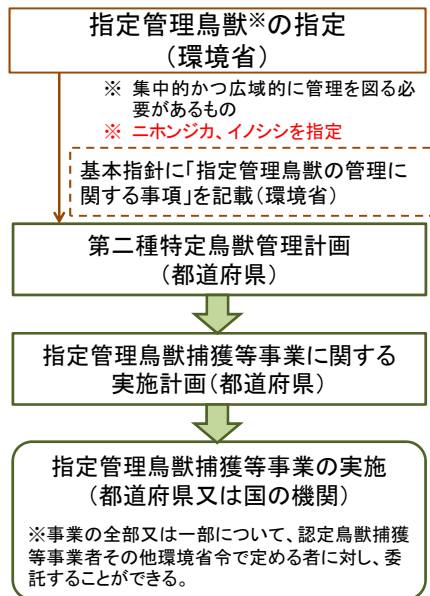 指定管理鳥獣※の指定
(環境省)
※ 集中的かつ広域的に管理を図る必
要があるもの
※ ニホンジカ、イノシシを指定
基本指針に「指定管理鳥獣の管理に
関する事項」を記載(環境省)
第二種特定鳥獣管理計画
(都道府県)
指定管理鳥獣捕獲等事業に関する
実施計画(都道府県)
指定管理鳥獣捕獲等事業の実施
(都道府県又は国の機関)
※事業の全部又は一部について、認定鳥獣捕獲
等事業者その他環境省令で定める者に対し、委
託することができる。